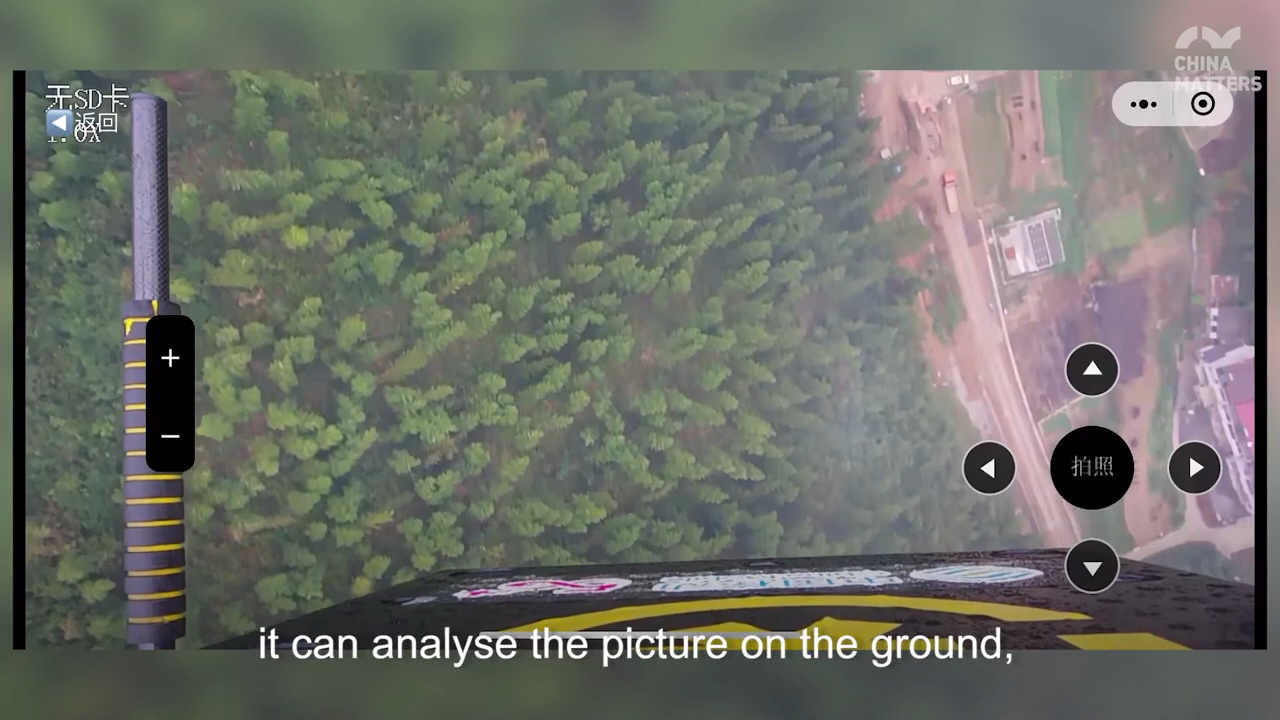 CHINA
MATTERS
无SD卡
返回
1.0X
拍照
it can analyse the picture on the ground,